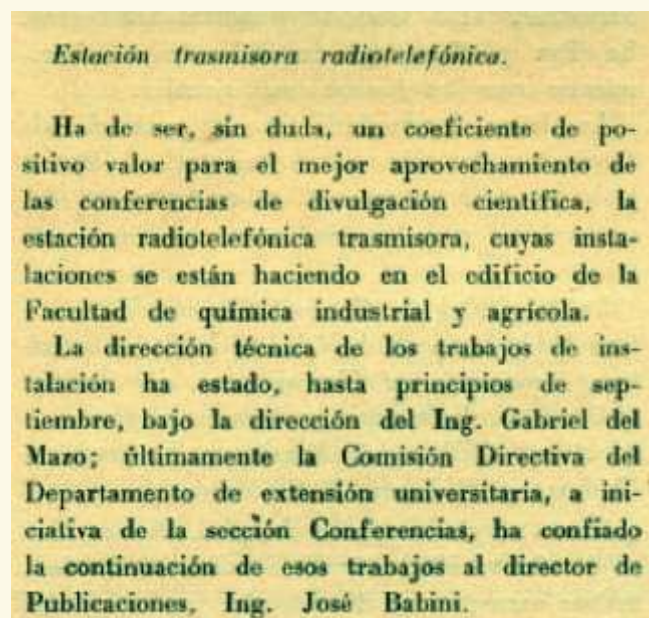 Estación trasmisora radiotelefónica.
Ha de ser, sin duda, un coeficiente de po-
sitivo valor para el mejor aprovechamiento de
las conferencias de divulgación científica, la
estación radiotelefónica trasmisora, cuyas insta-
laciones se están haciendo en el edificio de la
Facultad de química industrial y agrícola.
La dirección técnica de los trabajos de ins-
talación ha estado, hasta principios de sep-
tiembre, bajo la dirección del Ing. Gabriel del
Mazo; últimamente la Comisión Directiva del
Departamento de extensión universitaria, a ini-
ciativa de la sección Conferencias, ha confiado
la continuación de esos trabajos al director de
Publicaciones, Ing. José Babini.